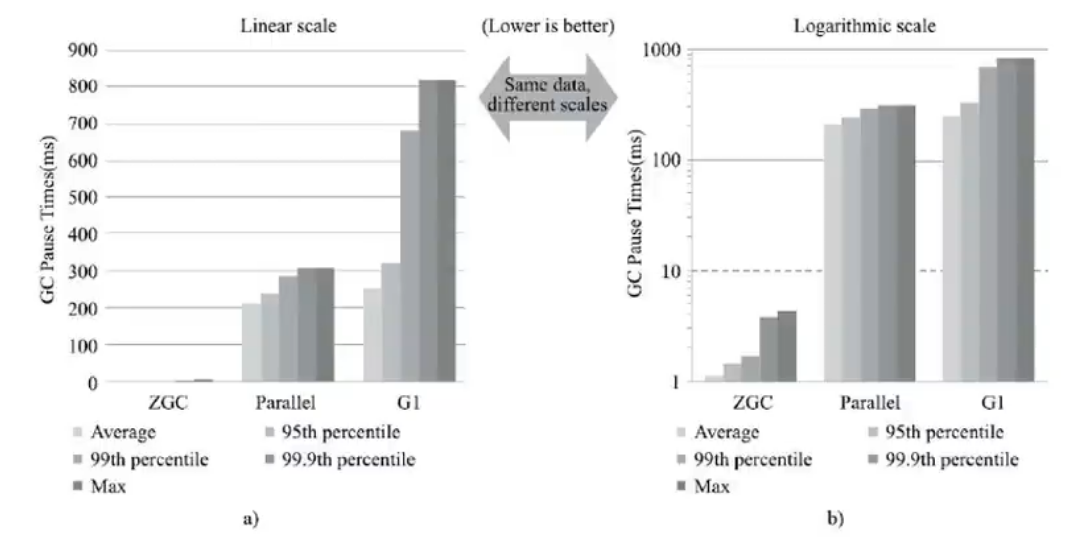 Linear scale
(Lower is better)
Logarithmic scale
Same data,
different scales
GC Pause Times(ms)
900
800
700
600
500
400
300
200
100
0
ZGC
Parallel
G1
Average
95th percentile
99th percentile
99.9th percentile
Max
a)
GC Pause Times(ms)
1000
100
10
1
ZGC
Parallel
G1
Average
95th percentile
99th percentile
99.9th percentile
Max
b)